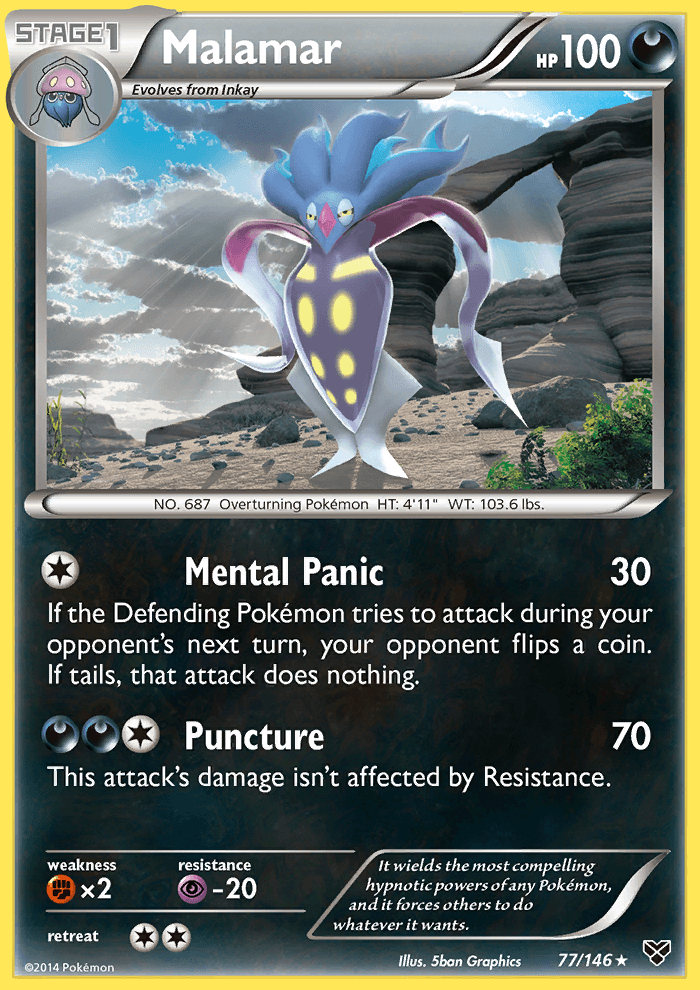 STAGE1
Malamar
HP100
Evolves from Inkay
NO. 687 Overturning Pokémon HT: 4'11" WT: 103.6 lbs.
Mental Panic 30
If the Defending Pokémon tries to attack during your
opponent's next turn, your opponent flips a coin.
If tails, that attack does nothing.
Puncture 70
This attack's damage isn't affected by Resistance.
weakness
×2
resistance
-20
retreat
It wields the most compelling
hypnotic powers of any Pokémon,
and it forces others to do
whatever it wants.
©2014 Pokémon
Illus. 5ban Graphics
77/146★